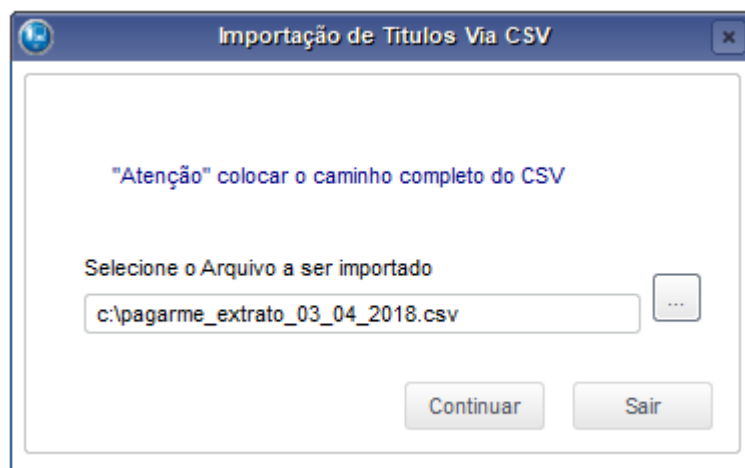 Importação de Titulos Via CSV
"Atenção" colocar o caminho completo do CSV
Selecione o Arquivo a ser importado
c:\pagarme_extrato_03_04_2018.csv
...
Continuar
Sair